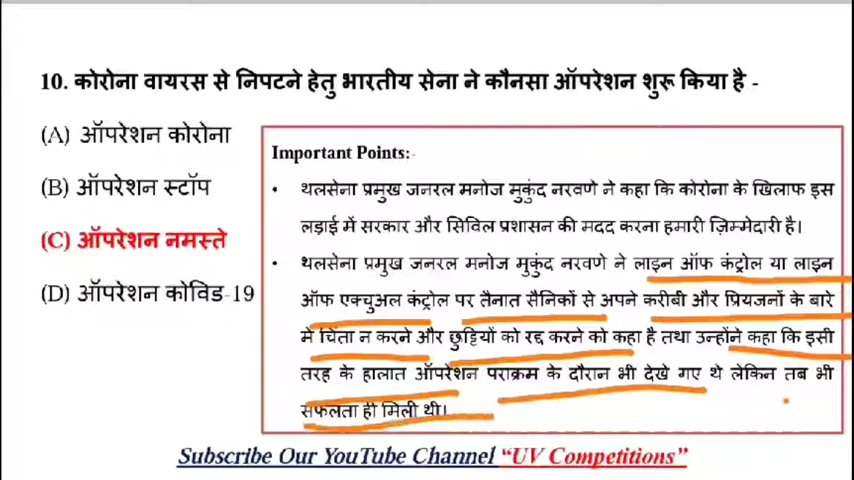 10. कोरोना वायरस से निपटने हेतु भारतीय सेना ने कौनसा ऑपरेशन शुरू किया है -
(A) ऑपरेशन कोरोना
(B) ऑपरेशन स्टॉप
(C) ऑपरेशन नमस्ते
(D) ऑपरेशन कोविड-19
Important Points:-
• थलसेना प्रमुख जनरल मनोज मुकुंद नरवणे ने कहा कि कोरोना के खिलाफ इस
लड़ाई में सरकार और सिविल प्रशासन की मदद करना हमारी ज़िम्मेदारी है।
• थलसेना प्रमुख जनरल मनोज मुकुंद नरवणे ने लाइन ऑफ कंट्रोल या लाइन
ऑफ एक्चुअल कंट्रोल पर तैनात सैनिकों से अपने करीबी और प्रियजनों के बारे
में चिंता न करने और छुट्टियों को रद्द करने को कहा है तथा उन्होंने कहा कि इसी
तरह के हालात ऑपरेशन पराक्रम के दौरान भी देखे गए थे लेकिन तब भी
सफलता ही मिली थी।
Subscribe Our YouTube Channel “UV Competitions”